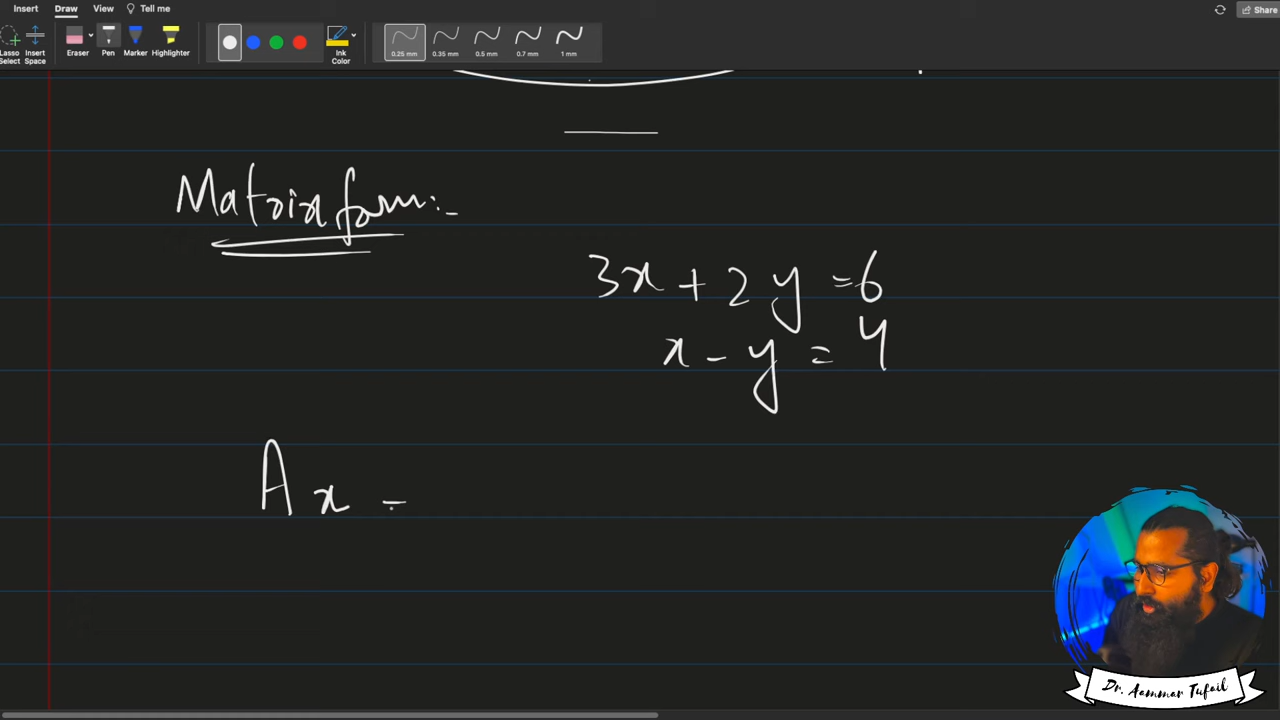 Insert Draw View Tell me
Share
Lasso Select
Insert Space
Eraser
Pen
Marker
Highlighter
Ink Color
0.25 mm
0.35 mm
0.5 mm
0.7 mm
1 mm
Matrix form:-
3x + 2y = 6
x - y = 4
Ax -
Dr. Aammar Tufail